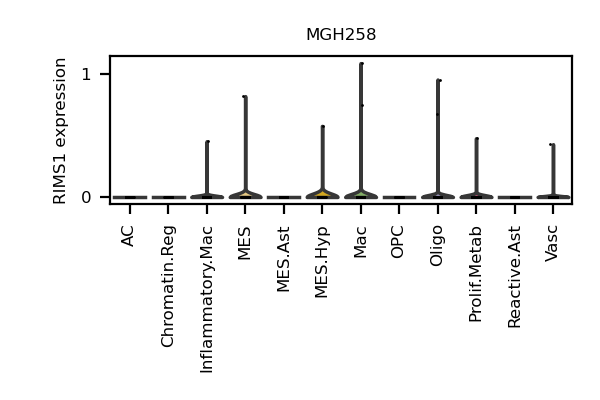 MGH258
RIMS1 expression
1
0
AC
Chromatin.Reg
Inflammatory.Mac
MES
MES.Ast
MES.Hyp
Mac
OPC
Oligo
Prolif.Metab
Reactive.Ast
Vasc